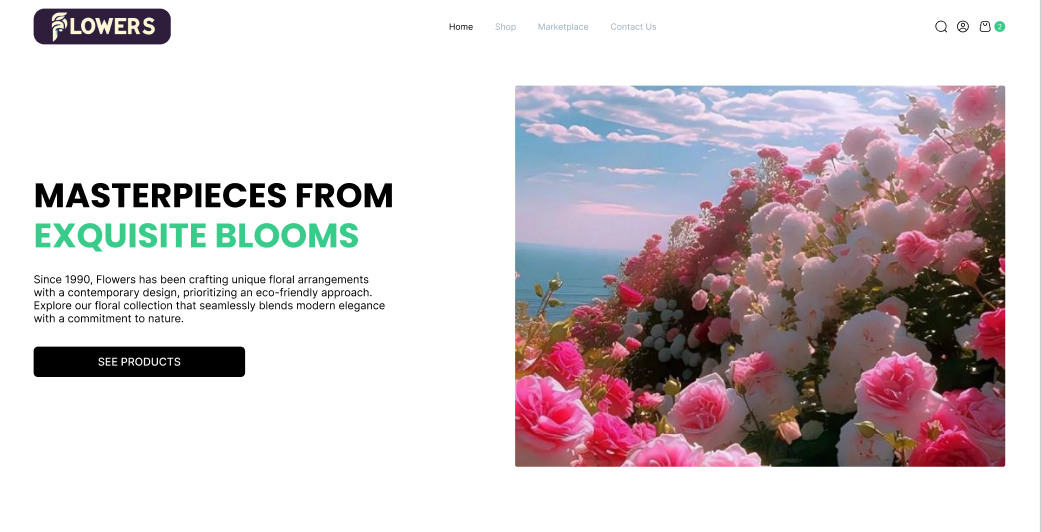 FLOWERS
Home Shop Marketplace Contact Us
2
MASTERPIECES FROM
EXQUISITE BLOOMS
Since 1990, Flowers has been crafting unique floral arrangements
with a contemporary design, prioritizing an eco-friendly approach.
Explore our floral collection that seamlessly blends modern elegance
with a commitment to nature.
SEE PRODUCTS